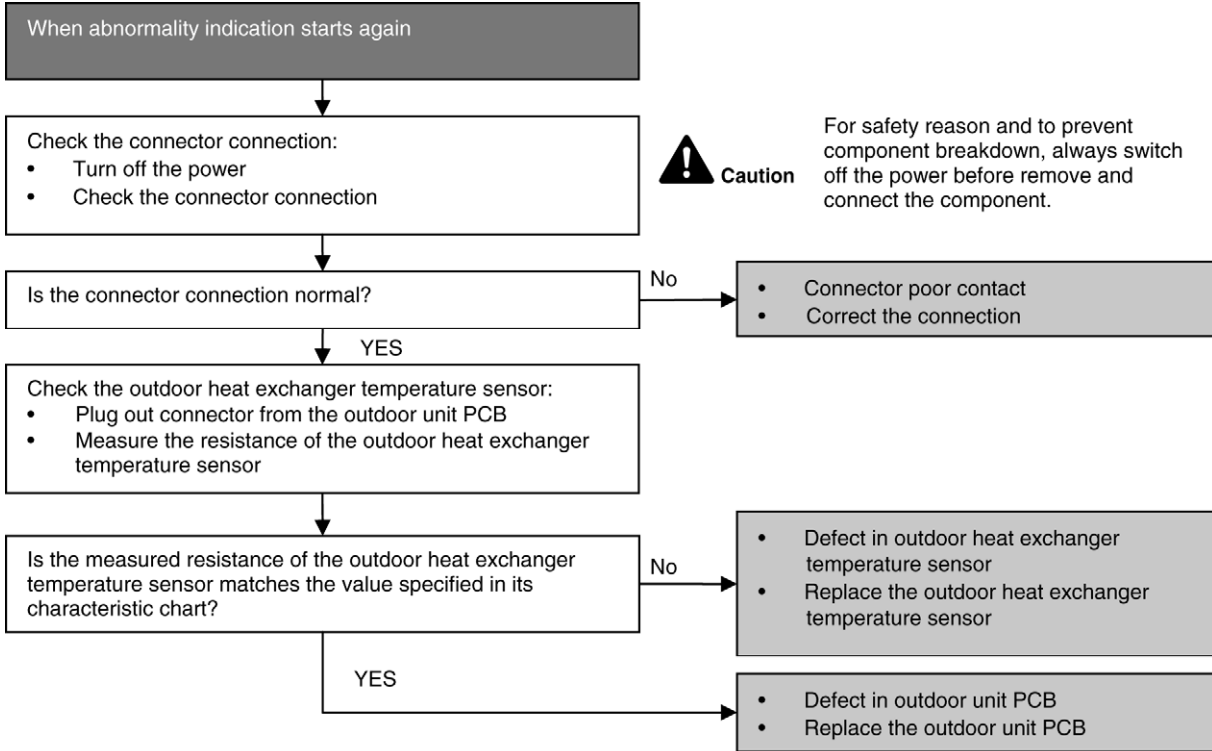 When abnormality indication starts again
Check the connector connection:
• Turn off the power
• Check the connector connection
Caution
For safety reason and to prevent
component breakdown, always switch
off the power before remove and
connect the component.
Is the connector connection normal?
No
• Connector poor contact
• Correct the connection
YES
Check the outdoor heat exchanger temperature sensor:
• Plug out connector from the outdoor unit PCB
• Measure the resistance of the outdoor heat exchanger
temperature sensor
Is the measured resistance of the outdoor heat exchanger
temperature sensor matches the value specified in its
characteristic chart?
No
• Defect in outdoor heat exchanger
temperature sensor
• Replace the outdoor heat exchanger
temperature sensor
YES
• Defect in outdoor unit PCB
• Replace the outdoor unit PCB